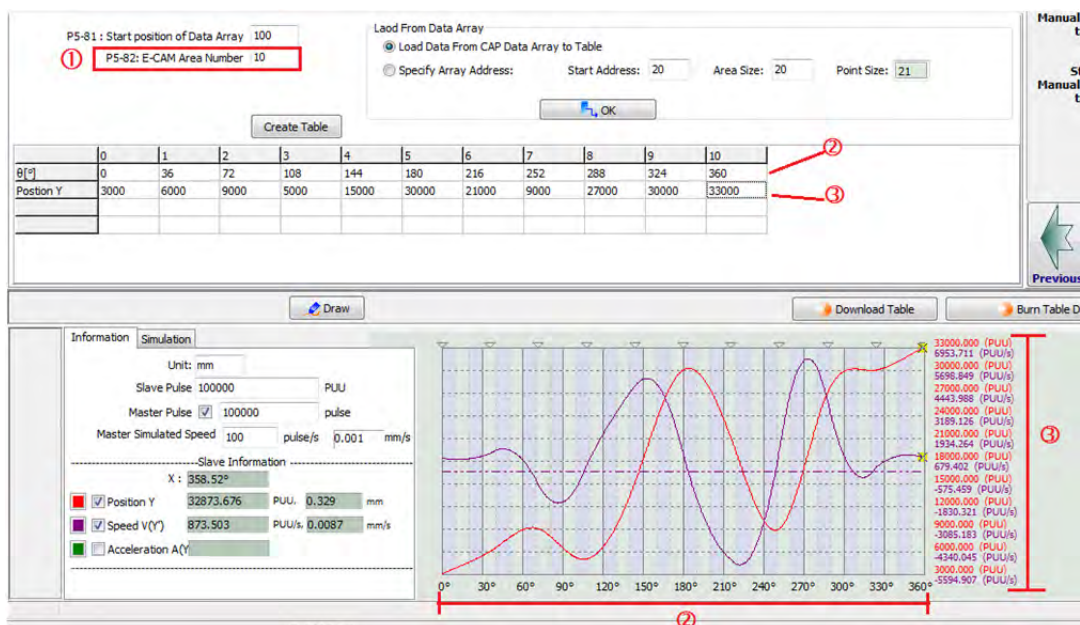 Manual
t
P5-81 : Start position of Data Array 100
① P5-82: E-CAM Area Number 10
Laod From Data Array
Load Data From CAP Data Array to Table
Specify Array Address: Start Address: 20 Area Size: 20 Point Size: 21
OK
St
Manual
t
Create Table
0 1 2 3 4 5 6 7 8 9 10
θ[°] 0 36 72 108 144 180 216 252 288 324 360
Postion Y 3000 6000 9000 5000 15000 30000 21000 9000 27000 30000 33000
②
③
Previous
Draw
Download Table
Burn Table D
Information Simulation
Unit: mm
Slave Pulse 100000 PUU
Master Pulse 100000 pulse
Master Simulated Speed 100 pulse/s 0.001 mm/s
Slave Information
X : 358.52°
Position Y 32873.676 PUU, 0.329 mm
Speed V(Y') 873.503 PUU/s, 0.0087 mm/s
Acceleration A(Y
33000.000 (PUU)
6953.711 (PUU/s)
30000.000 (PUU)
5698.849 (PUU/s)
27000.000 (PUU)
4443.988 (PUU/s)
24000.000 (PUU)
3189.126 (PUU/s)
21000.000 (PUU)
1934.264 (PUU/s)
18000.000 (PUU)
679.402 (PUU/s)
15000.000 (PUU)
-575.459 (PUU/s)
12000.000 (PUU)
-1830.321 (PUU/s)
9000.000 (PUU)
-3085.183 (PUU/s)
6000.000 (PUU)
-4340.045 (PUU/s)
3000.000 (PUU)
-5594.907 (PUU/s)
③
0° 30° 60° 90° 120° 150° 180° 210° 240° 270° 300° 330° 360°
②